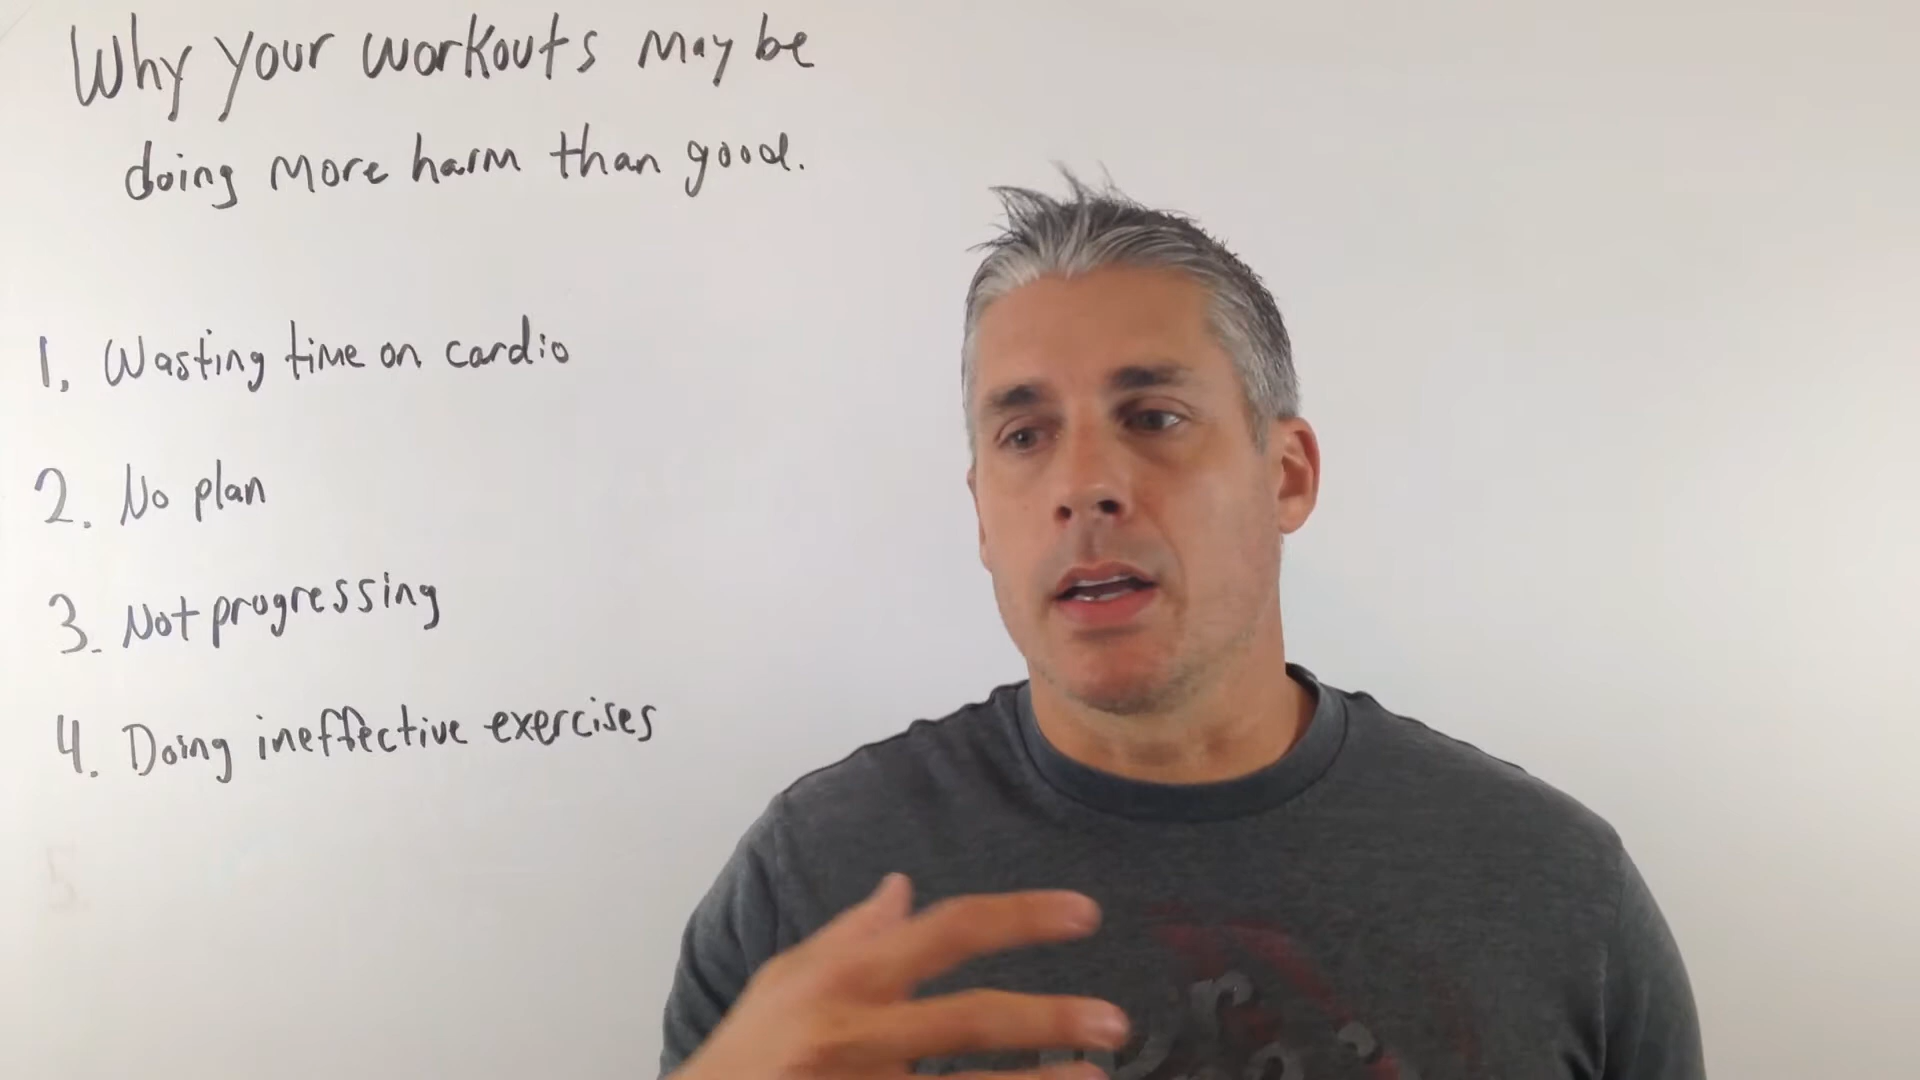 Why your workouts may be
doing more harm than good.
1. Wasting time on cardio
2. No plan
3. Not progressing
4. Doing ineffective exercises
5.